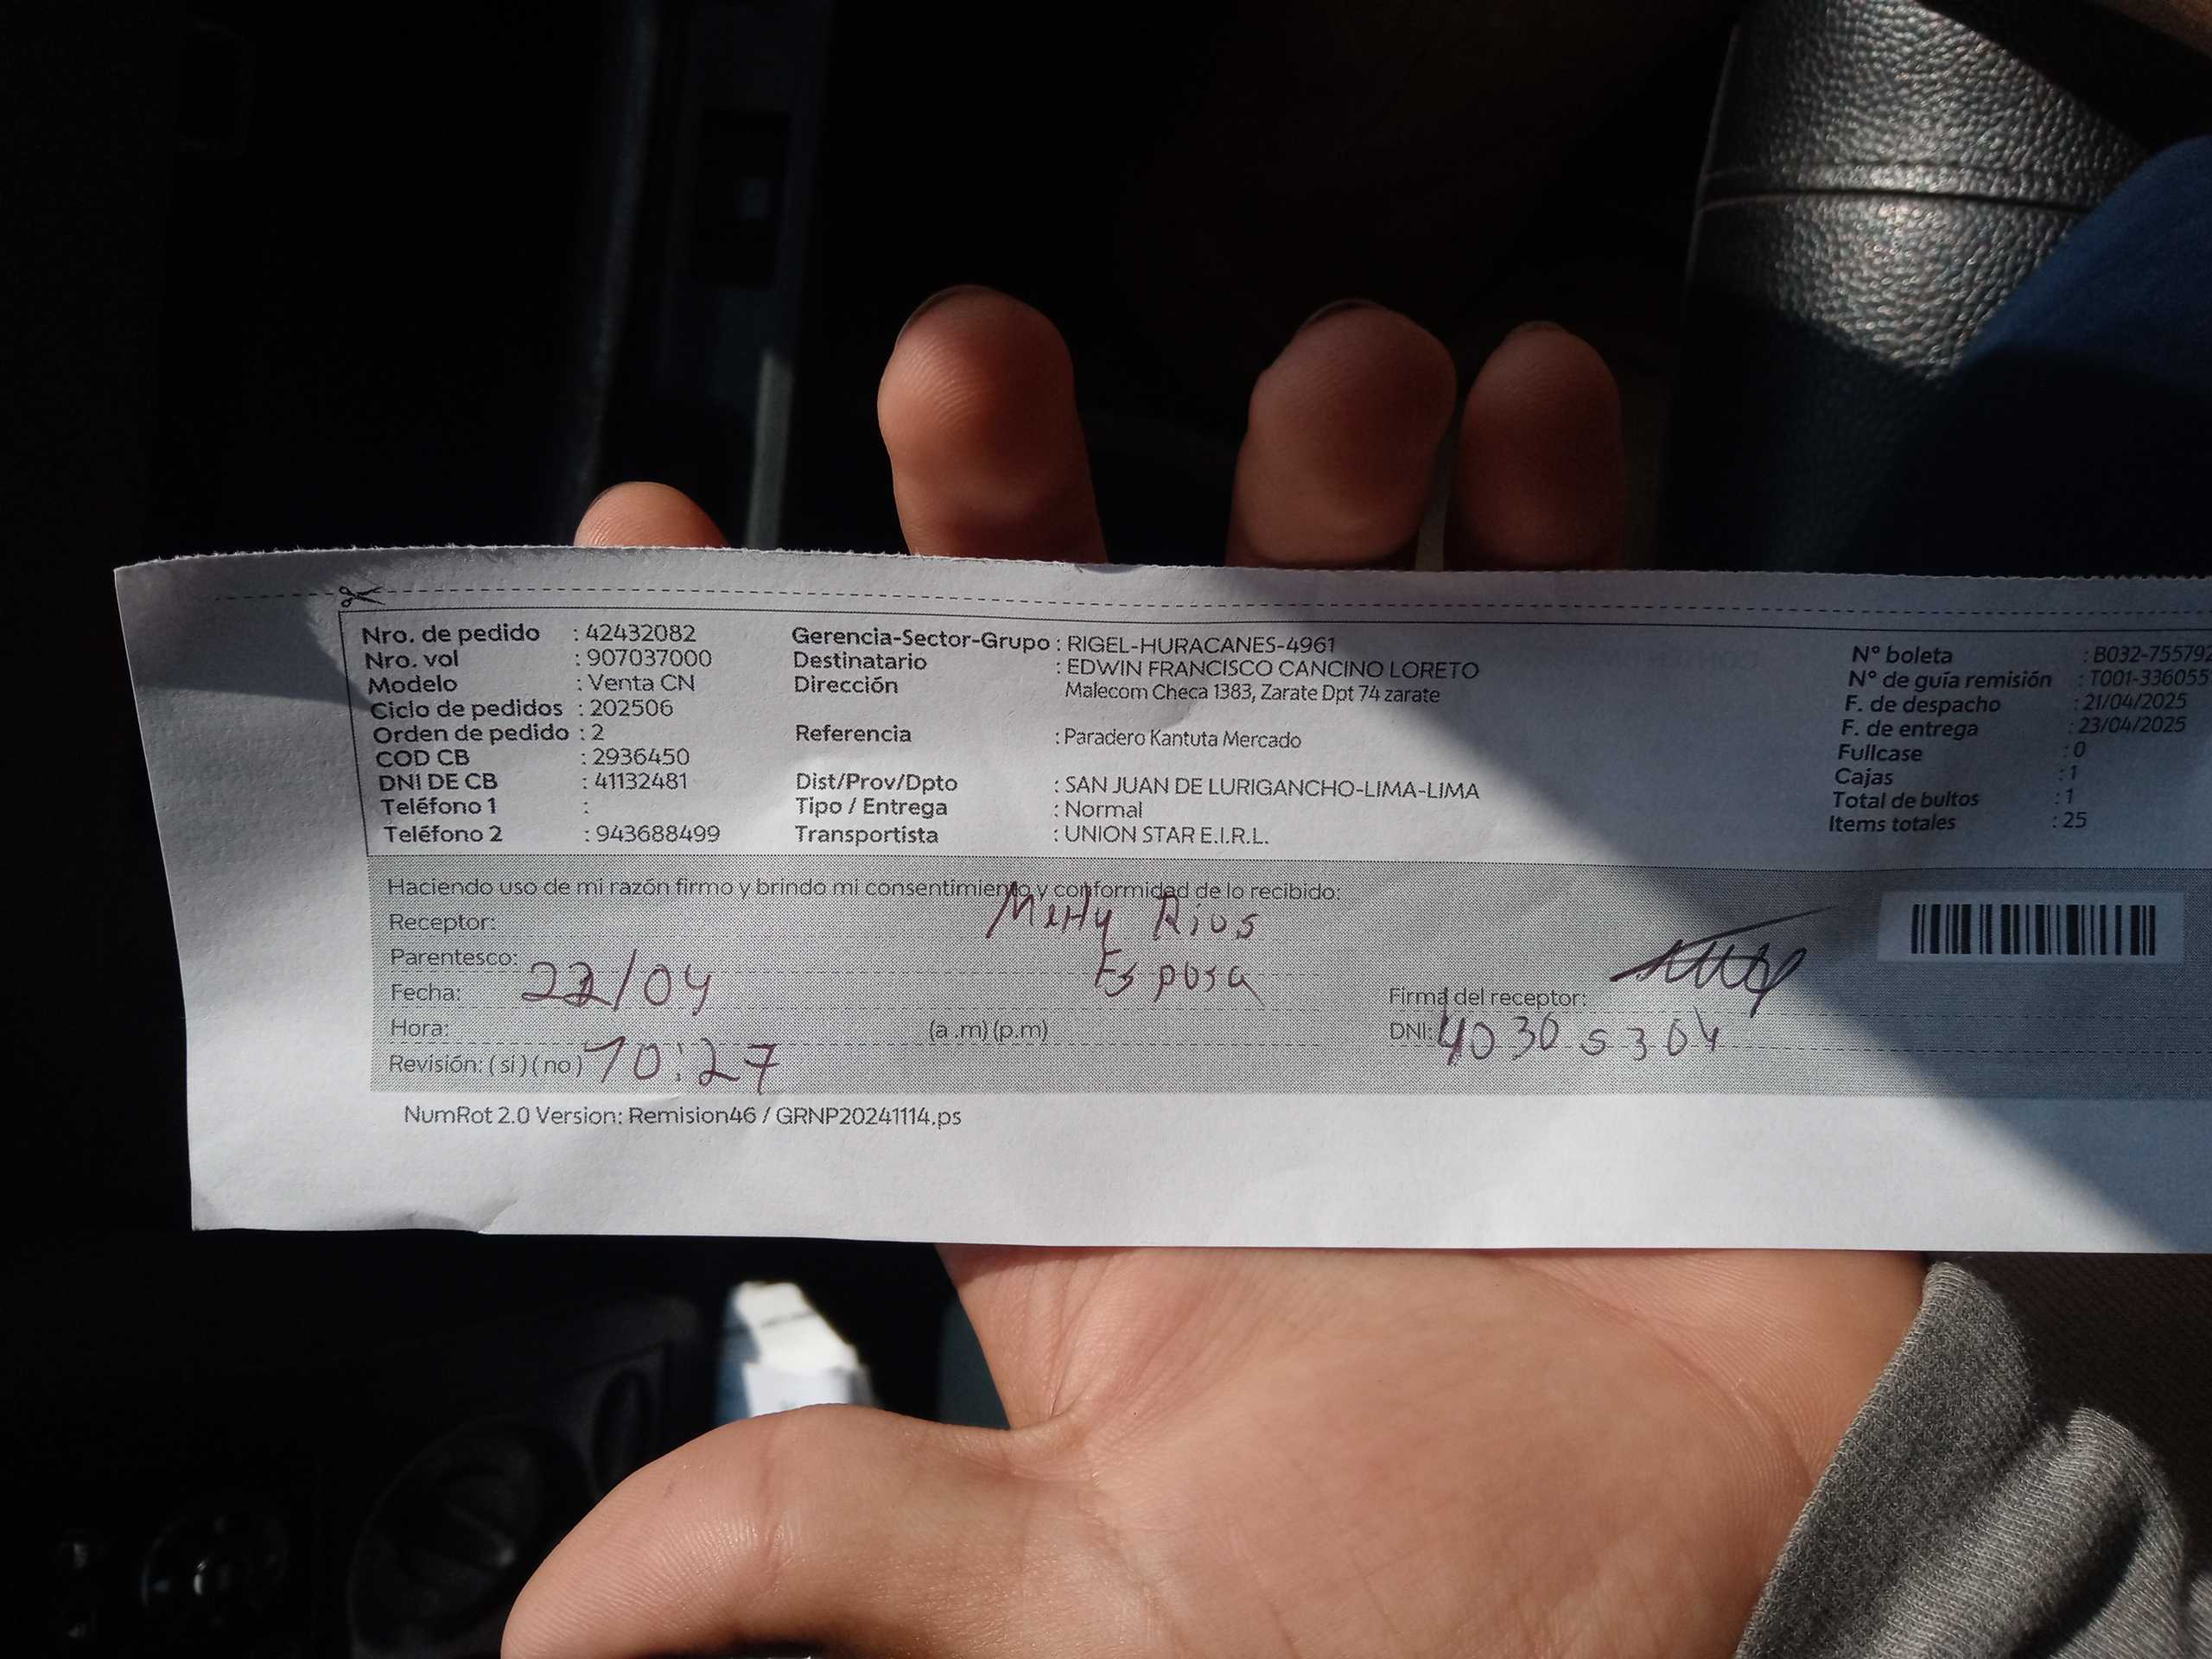 Nro. de pedido : 42432082 Gerencia-Sector-Grupo : RIGEL-HURACANES-4961 N° boleta : B032-755792
Nro. vol : 907037000 Destinatario : EDWIN FRANCISCO CANCINO LORETO N° de guía remisión : T001-336055
Modelo : Venta CN Dirección Malecom Checa 1383, Zarate Dpt 74 zarate F. de despacho : 21/04/2025
Ciclo de pedidos : 202506 F. de entrega : 23/04/2025
Orden de pedido : 2 Referencia : Paradero Kantuta Mercado Fullcase : 0
COD CB : 2936450 Cajas : 1
DNI DE CB : 41132481 Dist/Prov/Dpto : SAN JUAN DE LURIGANCHO-LIMA-LIMA Total de bultos : 1
Teléfono 1 : Tipo / Entrega : Normal Items totales : 25
Teléfono 2 : 943688499 Transportista : UNION STAR E.I.R.L.
Haciendo uso de mi razón firmo y brindo mi consentimiento y conformidad de lo recibido:
Receptor: Rios
Parentesco: Esposa
Fecha: 22/04 Firma del receptor:
Hora: (a .m) (p.m) DNI: 40305304
Revisión: ( si ) ( no ) 10:27
NumRot 2.0 Version: Remision46 / GRNP20241114.ps